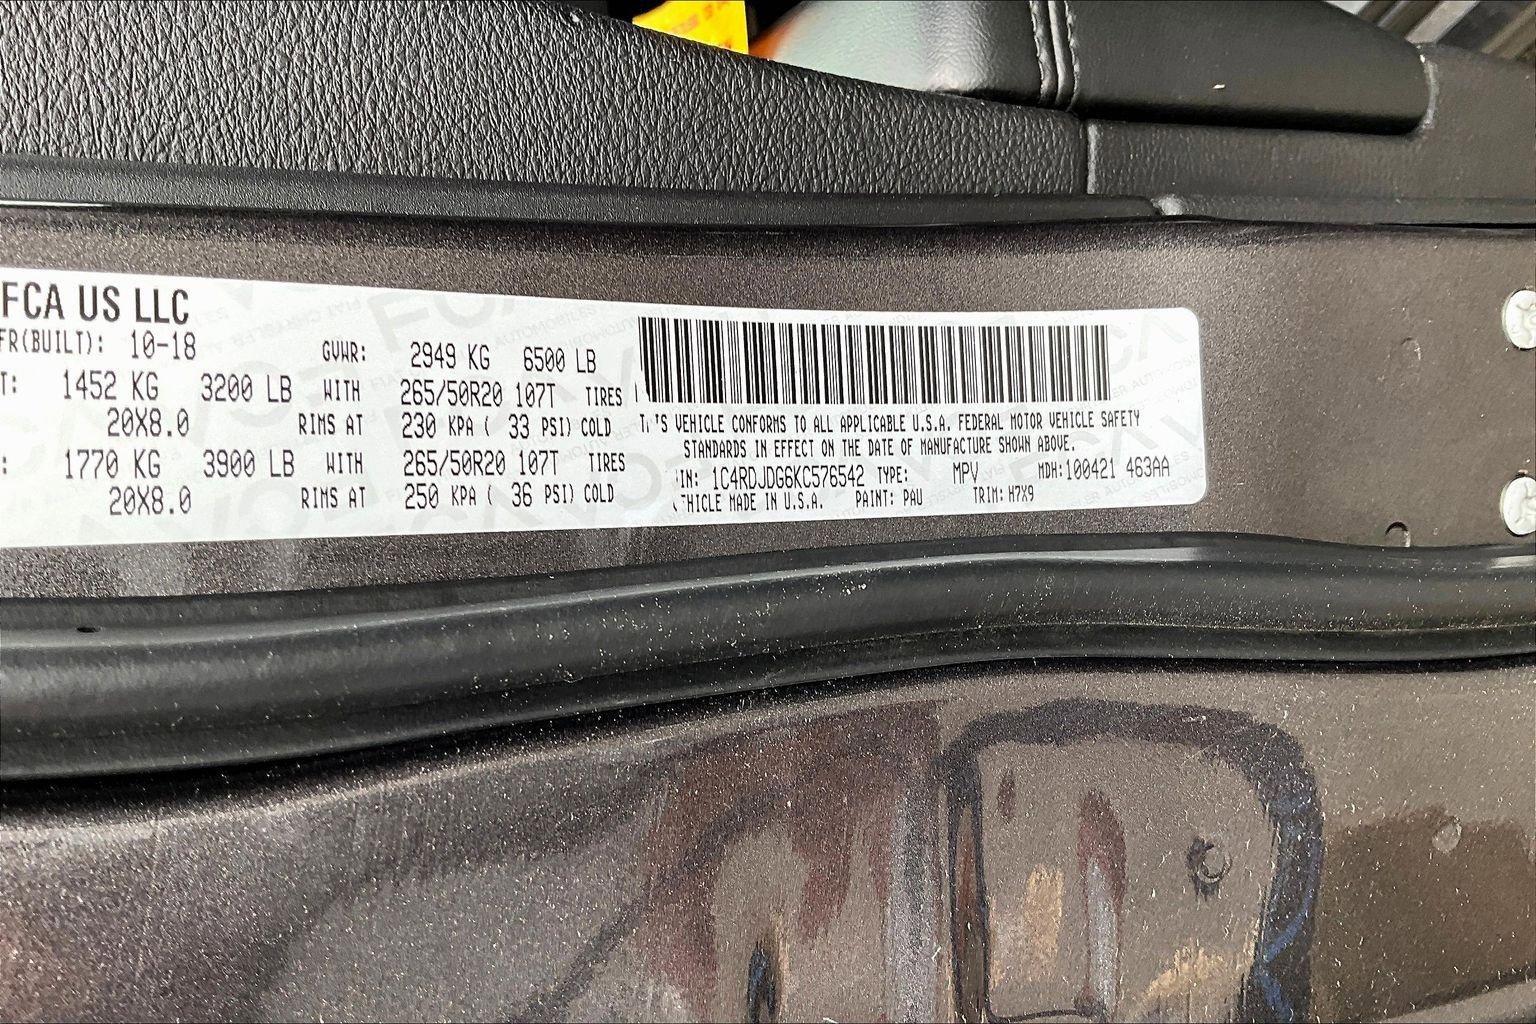 FCA US LLC
FR(BUILT): 10-18
GVWR: 2949 KG 6500 LB
T: 1452 KG 3200 LB WITH 265/50R20 107T TIRES
20X8.0 RIMS AT 230 KPA ( 33 PSI) COLD
: 1770 KG 3900 LB WITH 265/50R20 107T TIRES
20X8.0 RIMS AT 250 KPA ( 36 PSI) COLD
VEHICLE CONFORMS TO ALL APPLICABLE U.S.A. FEDERAL MOTOR VEHICLE SAFETY
STANDARDS IN EFFECT ON THE DATE OF MANUFACTURE SHOWN ABOVE.
IN: 1C4RDJDG6KC576542 TYPE: MPV MDH:100421 463AA
HICLE MADE IN U.S.A. PAINT: PAU TRIM: H7X9